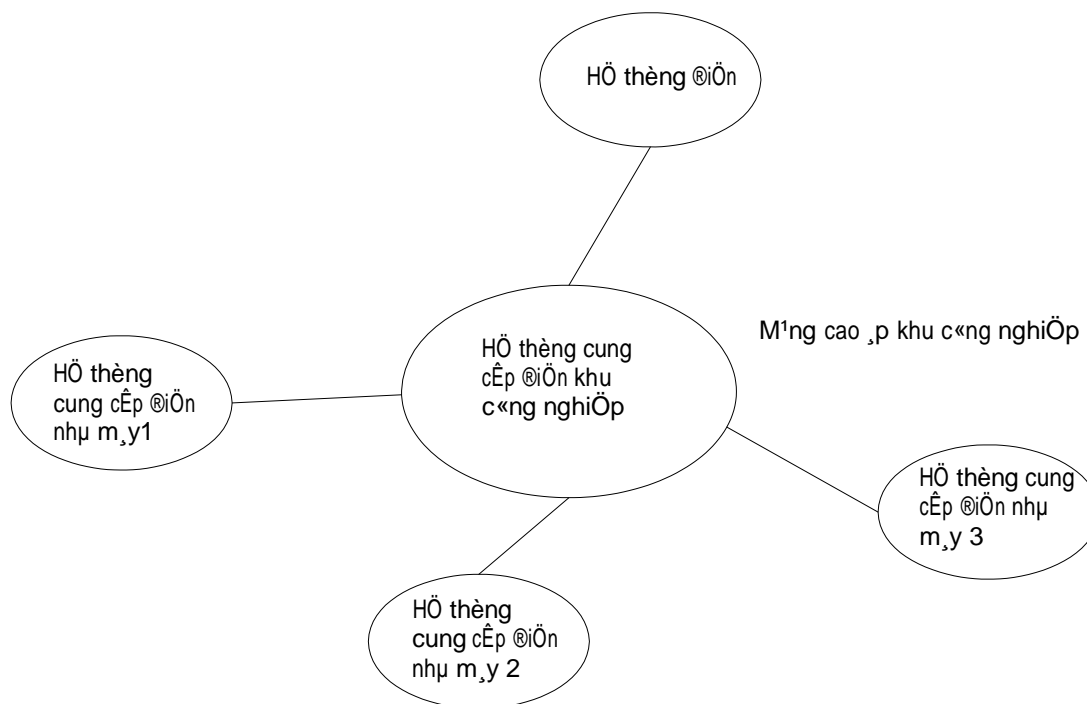 HÖ thèng ®iÖn
HÖ thèng cung
cÊp ®iÖn khu
c«ng nghiÖp
M¹ng cao ¸p khu c«ng nghiÖp
HÖ thèng
cung cÊp ®iÖn
nhµ m¸y1
HÖ thèng cung
cÊp ®iÖn nhµ
m¸y 3
HÖ thèng
cung cÊp ®iÖn
nhµ m¸y 2